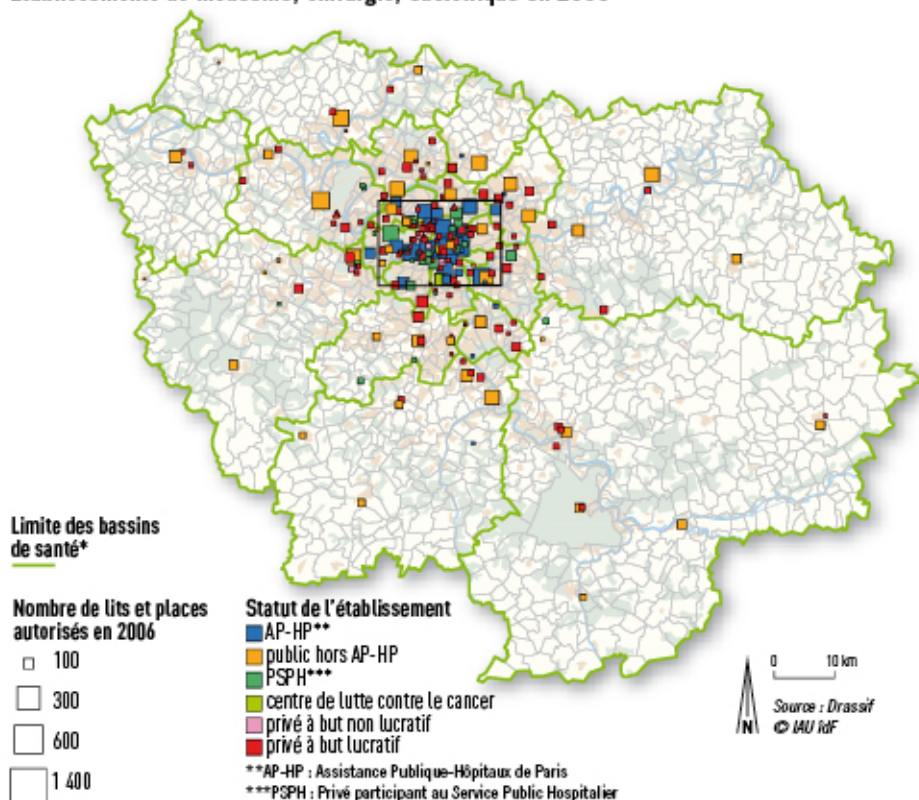 Limite des bassins
de santé*
Nombre de lits et places
autorisés en 2006
100
300
600
1 400
Statut de l'établissement
AP-HP**
public hors AP-HP
PSPH***
centre de lutte contre le cancer
privé à but non lucratif
privé à but lucratif
**AP-HP : Assistance Publique-Hôpitaux de Paris
***PSPH : Privé participant au Service Public Hospitalier
0 10 km
N
Source : Drassif
© IAU îdF